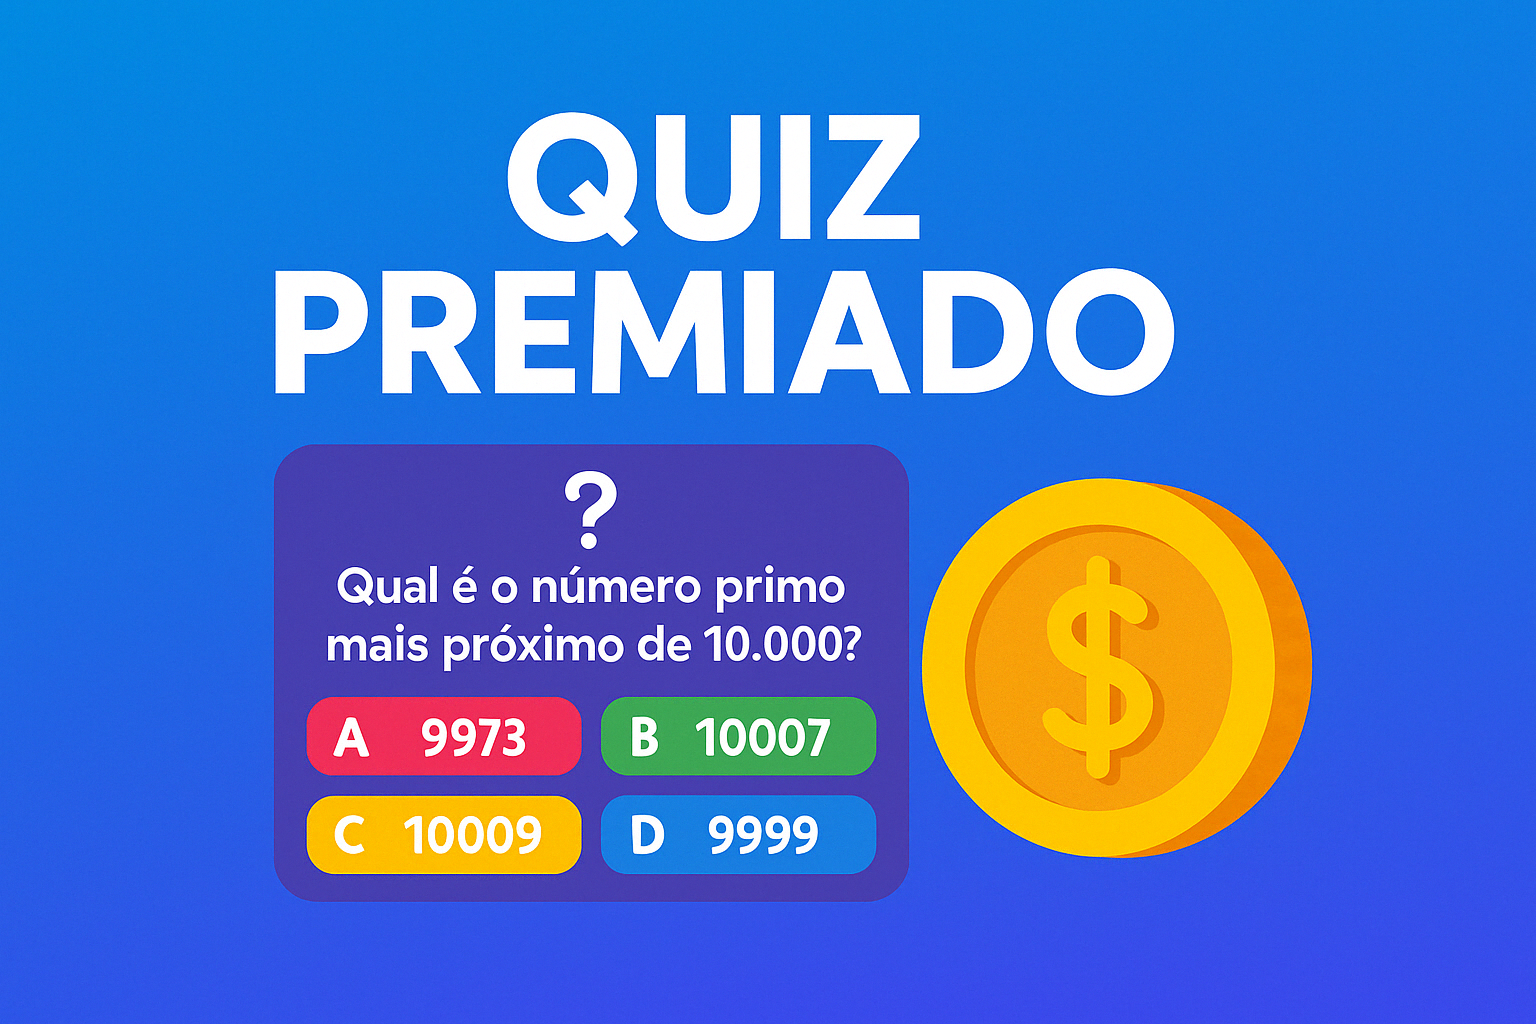 QUIZ
PREMIADO
?
Qual é o número primo
mais próximo de 10.000?
A 9973
B 10007
C 10009
D 9999
$